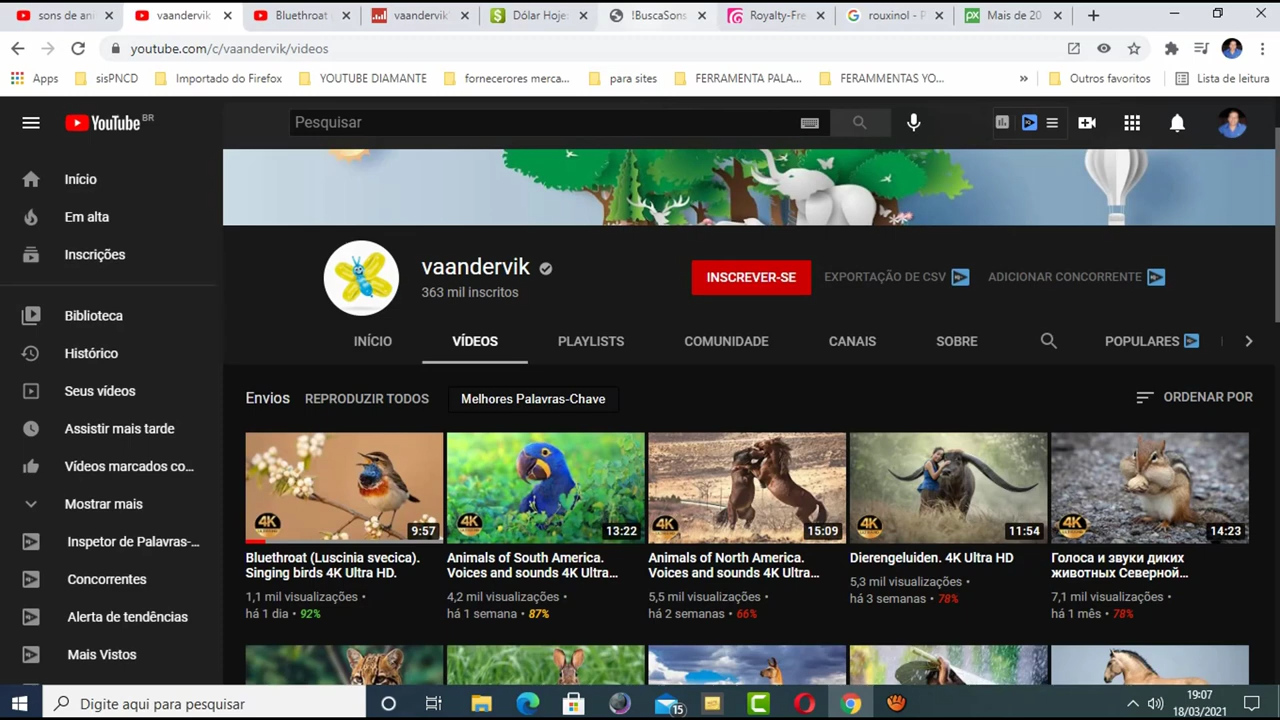 sons de ani
vaandervik
Bluethroat (
vaandervik'
Dólar Hoje:
!BuscaSons
Royalty-Fre
rouxinol - P
Mais de 20
youtube.com/c/vaandervik/videos
Apps
sisPNCD
Importado do Firefox
YOUTUBE DIAMANTE
fornecerores merca...
para sites
FERRAMENTA PALA...
FERAMMENTAS YO...
»
Outros favoritos
Lista de leitura
YouTube BR
Pesquisar
Início
Em alta
Inscrições
Biblioteca
Histórico
Seus vídeos
Assistir mais tarde
Vídeos marcados co...
Mostrar mais
Inspetor de Palavras-...
Concorrentes
Alerta de tendências
Mais Vistos
vaandervik
363 mil inscritos
INSCREVER-SE
EXPORTAÇÃO DE CSV
ADICIONAR CONCORRENTE
INÍCIO
VÍDEOS
PLAYLISTS
COMUNIDADE
CANAIS
SOBRE
POPULARES
Envios
REPRODUZIR TODOS
Melhores Palavras-Chave
ORDENAR POR
4K
9:57
4K
13:22
4K
15:09
4K
11:54
4K
14:23
Bluethroat (Luscinia svecica).
Singing birds 4K Ultra HD.
1,1 mil visualizações •
há 1 dia • 92%
Animals of South America.
Voices and sounds 4K Ultra...
4,2 mil visualizações •
há 1 semana • 87%
Animals of North America.
Voices and sounds 4K Ultra...
5,5 mil visualizações •
há 2 semanas • 66%
Dierengeluiden. 4K Ultra HD
5,3 mil visualizações •
há 3 semanas • 78%
Голоса и звуки диких
животных Северной...
7,1 mil visualizações •
há 1 mês • 78%
Digite aqui para pesquisar
15
19:07
18/03/2021